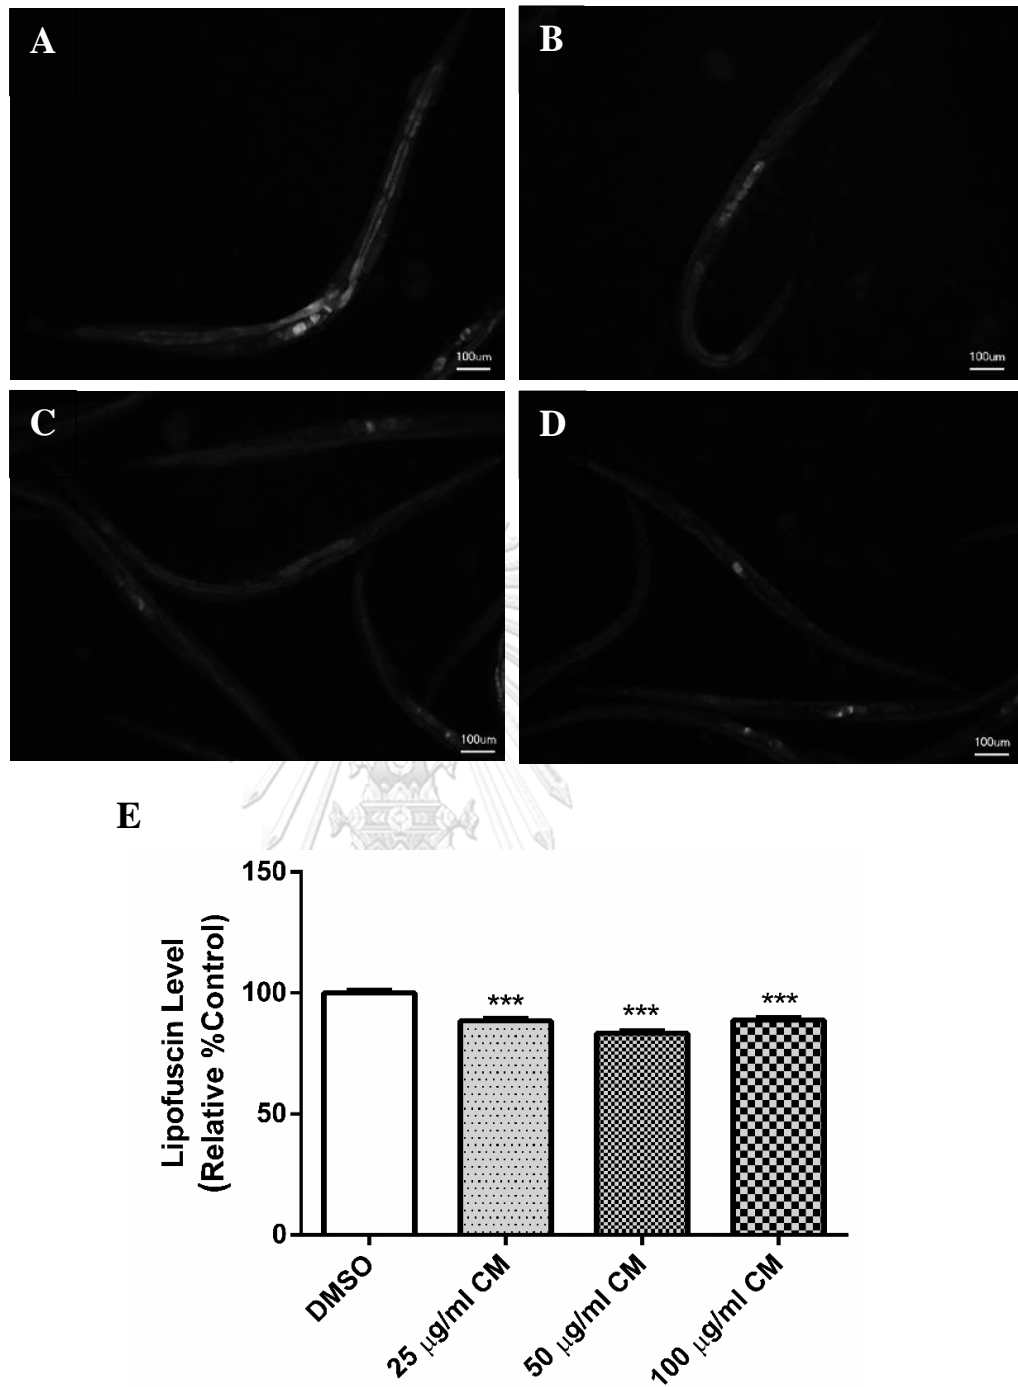 A
B
100um
100um
C
D
100um
100um
E
150
100
50
0
Lipofuscin Level
(Relative %Control)
***
***
***
DMSO
25 µg/ml CM
50 µg/ml CM
100 µg/ml CM